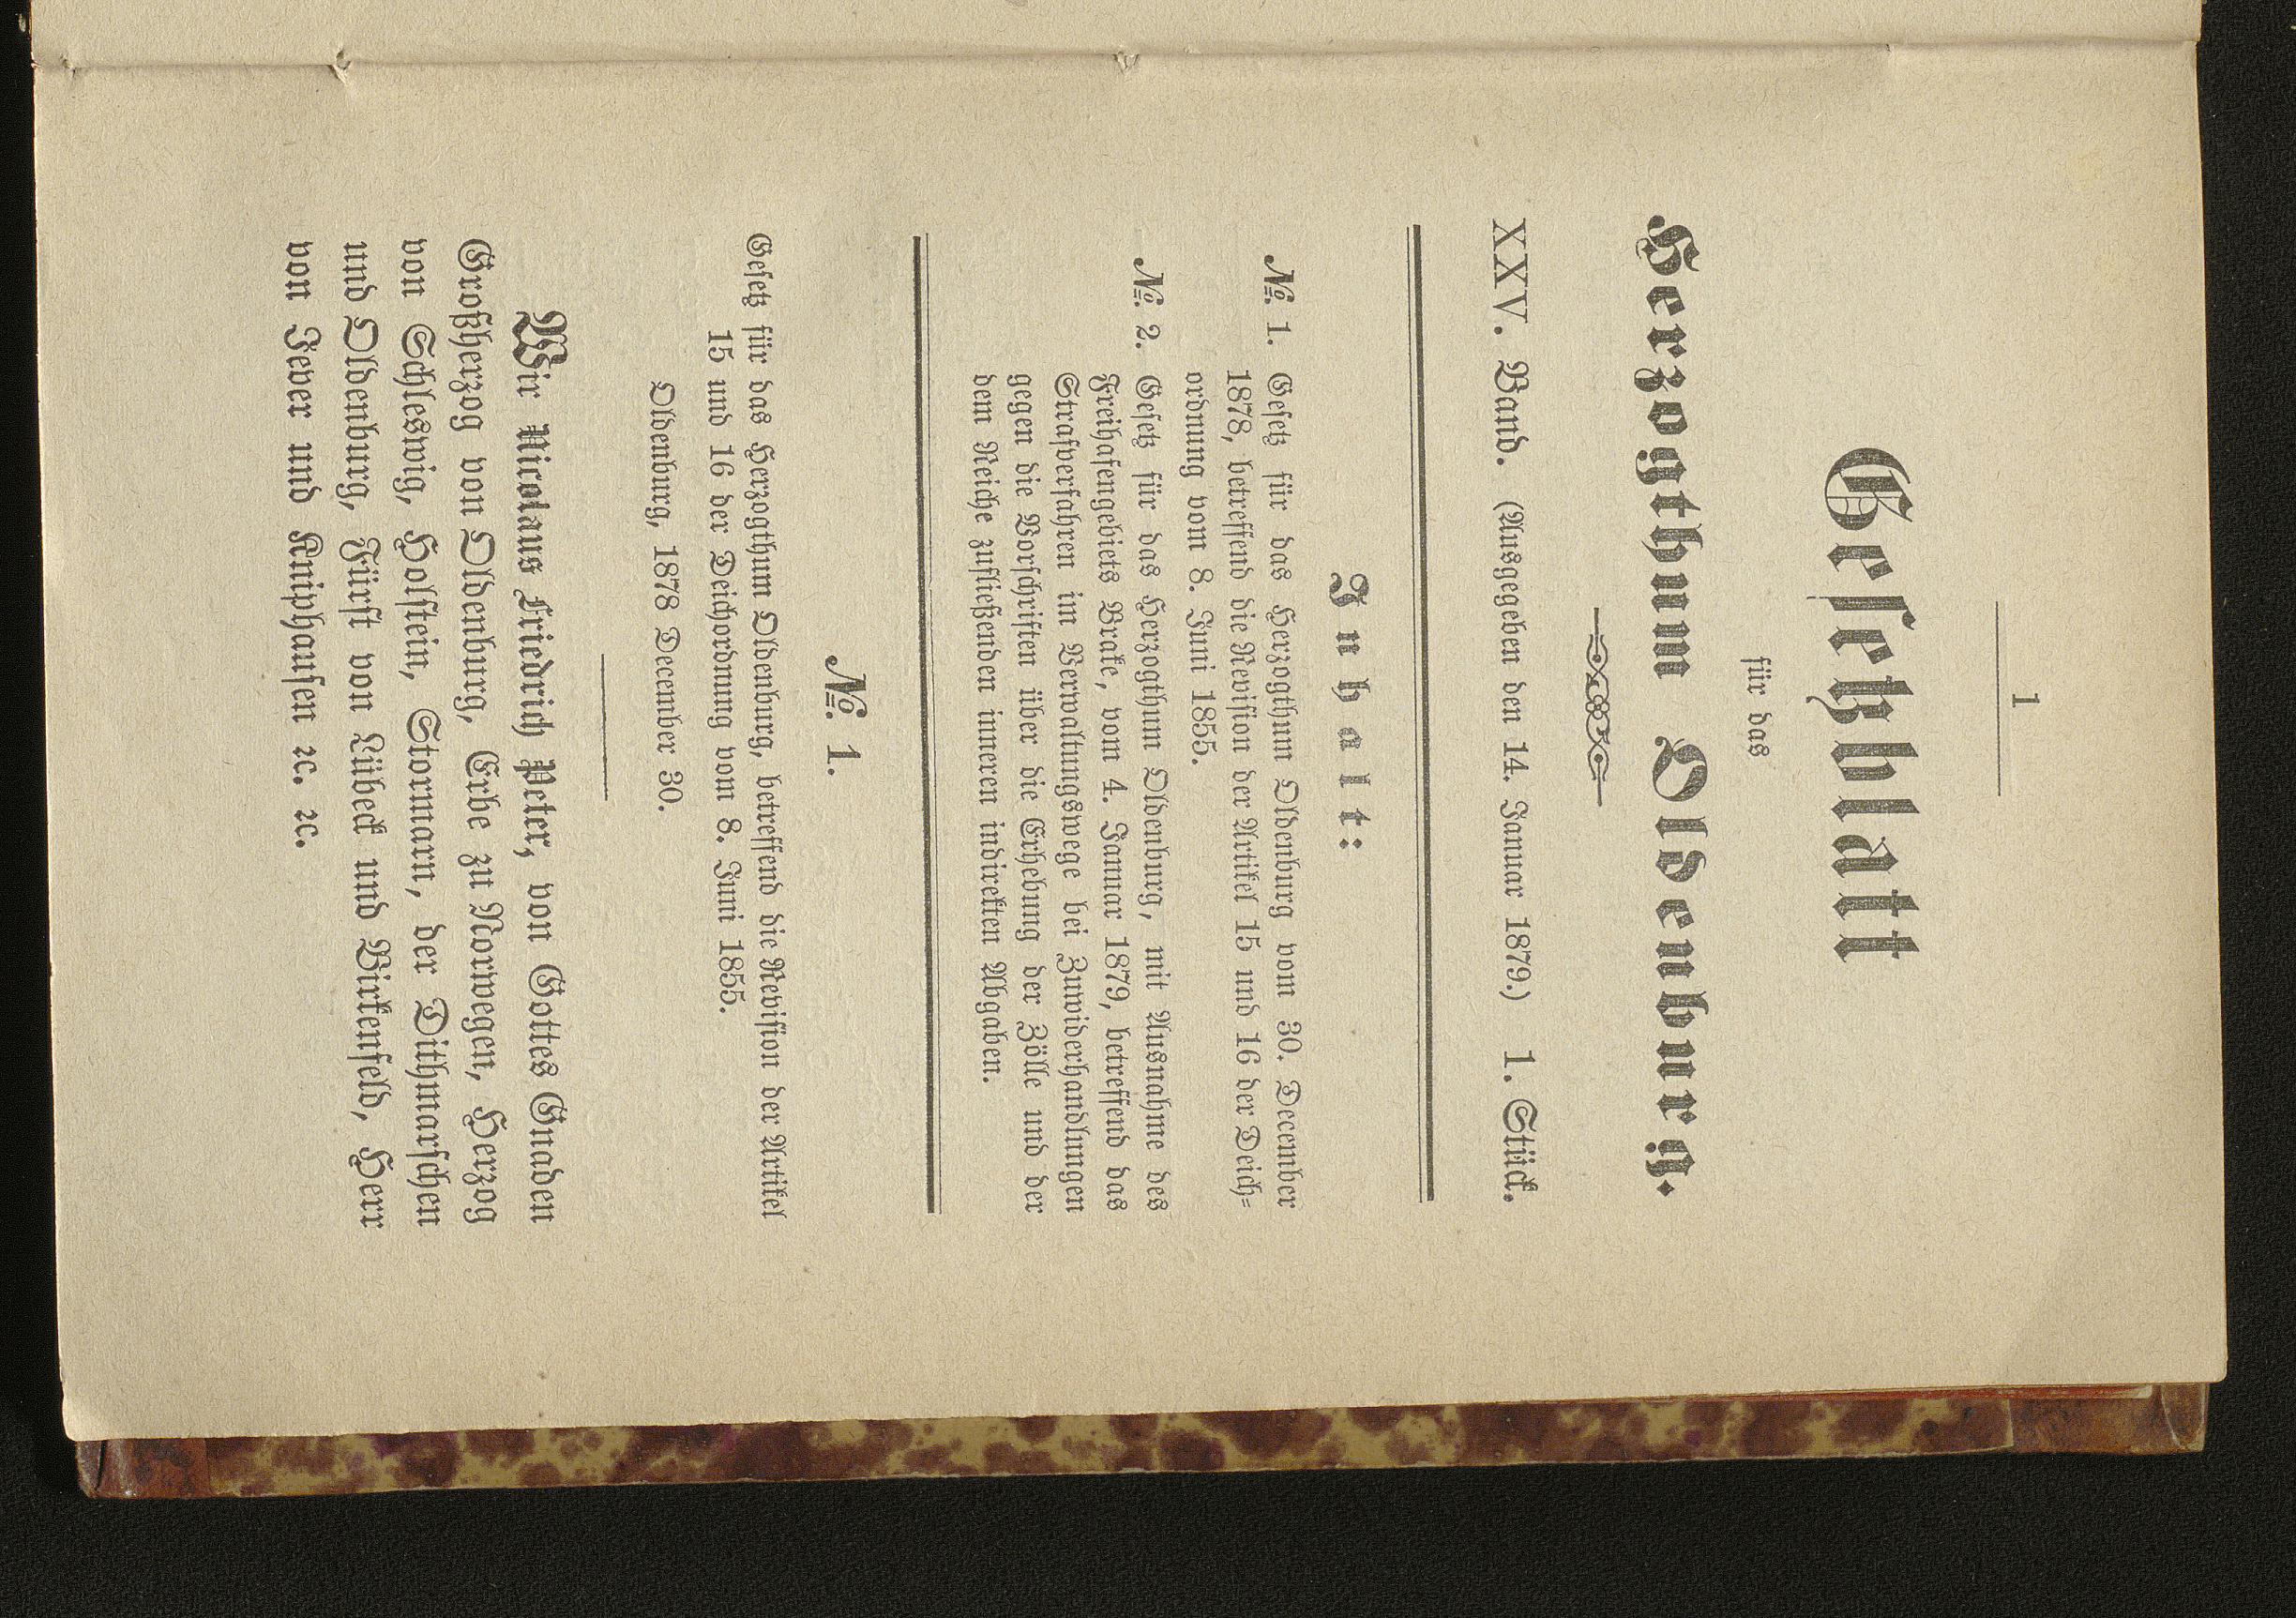 1
Gesetzblatt
für das
Herzogthum Oldenburg.
XXV. Band. (Ausgegeben den 14. Januar 1879.) 1. Stück.
Inhalt:
№. 1. Gesetz für das Herzogthum Oldenburg vom 30. December
1878, betreffend die Revision der Artikel 15 und 16 der Deich-
ordnung vom 8. Juni 1855.
№. 2. Gesetz für das Herzogthum Oldenburg, mit Ausnahme des
Freihafengebiets Brake, vom 4. Januar 1879, betreffend das
Strafverfahren im Verwaltungswege bei Zuwiderhandlungen
gegen die Vorschriften über die Erhebung der Zölle und der
dem Reiche zufließenden inneren indirekten Abgaben.
№. 1.
Gesetz für das Herzogthum Oldenburg, betreffend die Revision der Artikel
15 und 16 der Deichordnung vom 8. Juni 1855.
Oldenburg, 1878 December 30.
Wir Nicolaus Friedrich Peter, von Gottes Gnaden
Großherzog von Oldenburg, Erbe zu Norwegen, Herzog
von Schleswig, Holstein, Stormarn, der Dithmarschen
und Oldenburg, Fürst von Lübeck und Birkenfeld, Herr
von Jever und Kniphausen ꝛc. ꝛc.